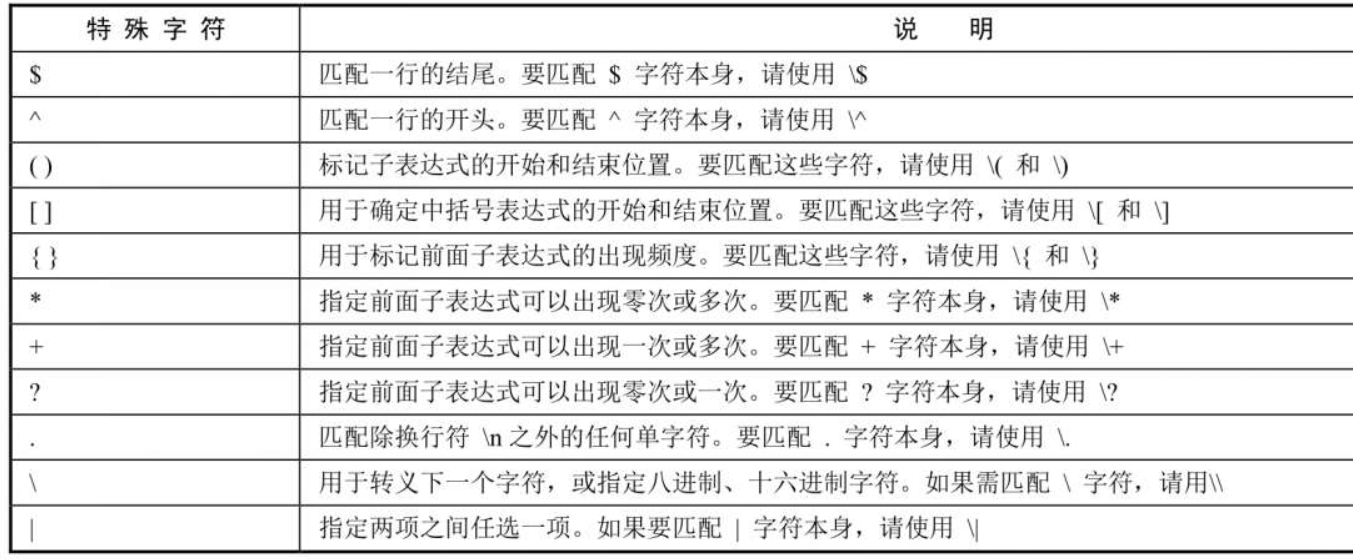 特殊字符 说 明
$ 匹配一行的结尾。要匹配 $ 字符本身，请使用 \$
^ 匹配一行的开头。要匹配 ^ 字符本身，请使用 \^
( ) 标记子表达式的开始和结束位置。要匹配这些字符，请使用 \( 和 \)
[ ] 用于确定中括号表达式的开始和结束位置。要匹配这些字符，请使用 \[ 和 \]
{ } 用于标记前面子表达式的出现频度。要匹配这些字符，请使用 \{ 和 \}
* 指定前面子表达式可以出现零次或多次。要匹配 * 字符本身，请使用 \*
+ 指定前面子表达式可以出现一次或多次。要匹配 + 字符本身，请使用 \+
? 指定前面子表达式可以出现零次或一次。要匹配 ? 字符本身，请使用 \?
. 匹配除换行符 \n 之外的任何单字符。要匹配 . 字符本身，请使用 \.
\ 用于转义下一个字符，或指定八进制、十六进制字符。如果需匹配 \ 字符，请用\\
| 指定两项之间任选一项。如果要匹配 | 字符本身，请使用 \|